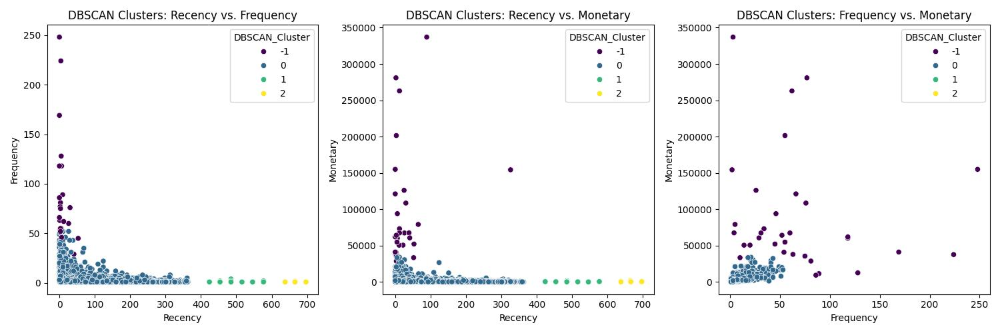 DBSCAN Clusters: Recency vs. Frequency
DBSCAN_Cluster
-1
0
1
2
250
200
150
100
50
0
Frequency
0 100 200 300 400 500 600 700
Recency
DBSCAN Clusters: Recency vs. Monetary
DBSCAN_Cluster
-1
0
1
2
350000
300000
250000
200000
150000
100000
50000
0
Monetary
0 100 200 300 400 500 600 700
Recency
DBSCAN Clusters: Frequency vs. Monetary
DBSCAN_Cluster
-1
0
1
2
350000
300000
250000
200000
150000
100000
50000
0
Monetary
0 50 100 150 200 250
Frequency